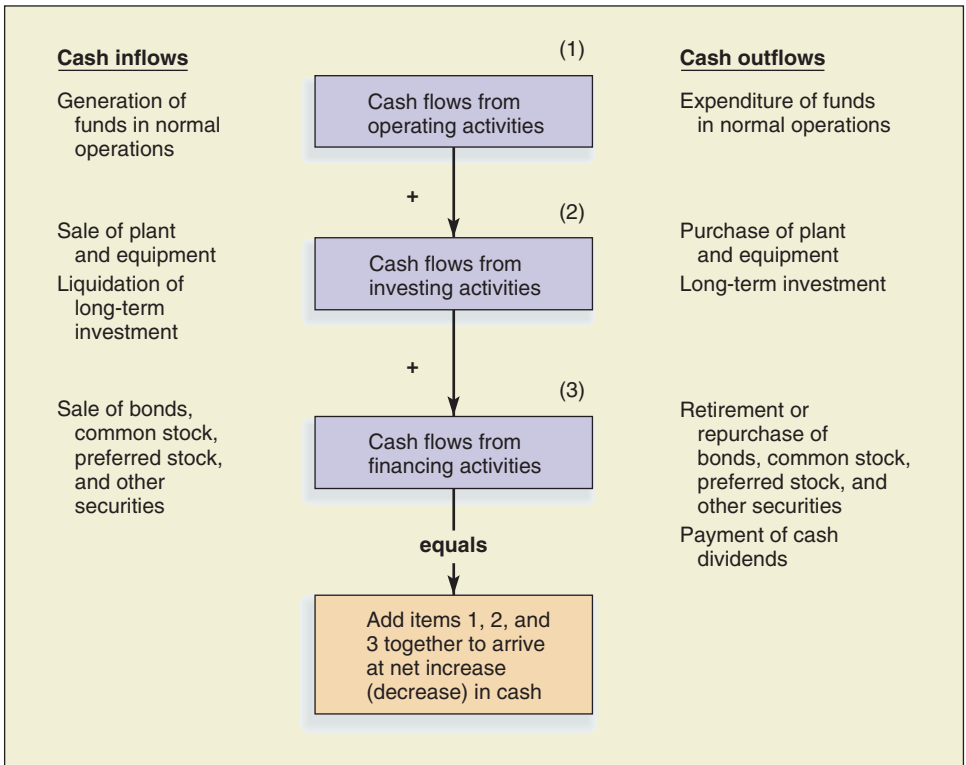 Cash inflows
(1)
Cash outflows
Generation of
funds in normal
operations
Cash flows from
operating activities
Expenditure of funds
in normal operations
+
(2)
Sale of plant
and equipment
Liquidation of
long-term
investment
Cash flows from
investing activities
Purchase of plant
and equipment
Long-term investment
+
(3)
Sale of bonds,
common stock,
preferred stock,
and other
securities
Cash flows from
financing activities
Retirement or
repurchase of
bonds, common stock,
preferred stock, and
other securities
Payment of cash
dividends
equals
Add items 1, 2, and
3 together to arrive
at net increase
(decrease) in cash